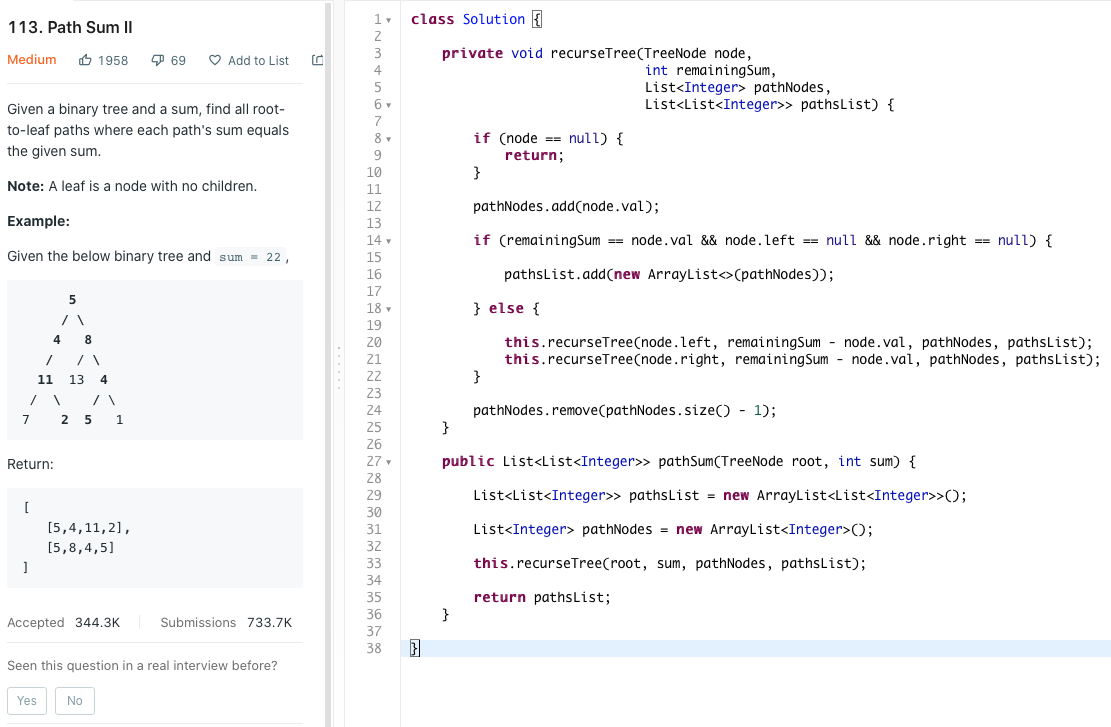 113. Path Sum II
Medium 1958 69 Add to List
Given a binary tree and a sum, find all root-
to-leaf paths where each path's sum equals
the given sum.
Note: A leaf is a node with no children.
Example:
Given the below binary tree and sum = 22 ,
5
/ \
4 8
/ / \
11 13 4
/ \ / \
7 2 5 1
Return:
[
[5,4,11,2],
[5,8,4,5]
]
Accepted 344.3K Submissions 733.7K
Seen this question in a real interview before?
Yes No
1 class Solution {
2
3 private void recurseTree(TreeNode node,
4 int remainingSum,
5 List<Integer> pathNodes,
6 List<List<Integer>> pathsList) {
7
8 if (node == null) {
9 return;
10 }
11
12 pathNodes.add(node.val);
13
14 if (remainingSum == node.val && node.left == null && node.right == null) {
15
16 pathsList.add(new ArrayList<>(pathNodes));
17
18 } else {
19
20 this.recurseTree(node.left, remainingSum - node.val, pathNodes, pathsList);
21 this.recurseTree(node.right, remainingSum - node.val, pathNodes, pathsList);
22 }
23
24 pathNodes.remove(pathNodes.size() - 1);
25 }
26
27 public List<List<Integer>> pathSum(TreeNode root, int sum) {
28
29 List<List<Integer>> pathsList = new ArrayList<List<Integer>>();
30
31 List<Integer> pathNodes = new ArrayList<Integer>();
32
33 this.recurseTree(root, sum, pathNodes, pathsList);
34
35 return pathsList;
36 }
37
38 }